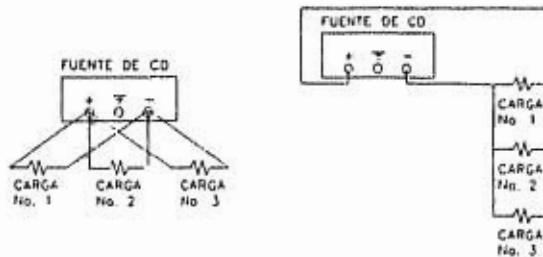 FUENTE DE CD
+ -
CARGA CARGA CARGA
No. 1 No. 2 No 3
FUENTE DE CD
+ -
CARGA
No. 1
CARGA
No. 2
CARGA
No. 3